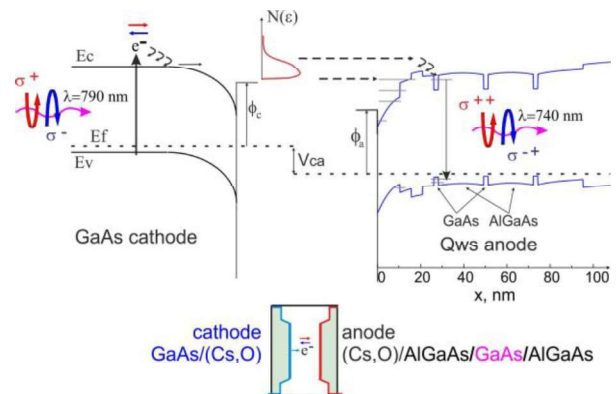 N(ε)
e⁻
Ec
σ+
λ=790 nm
σ-
Ef
Ev
ϕc
Vca
ϕa
σ++
λ=740 nm
σ-+
GaAs AlGaAs
GaAs cathode
Qws anode
0 20 40 60 80 100
x, nm
cathode
GaAs/(Cs,O)
e⁻
anode
(Cs,O)/AlGaAs/GaAs/AlGaAs